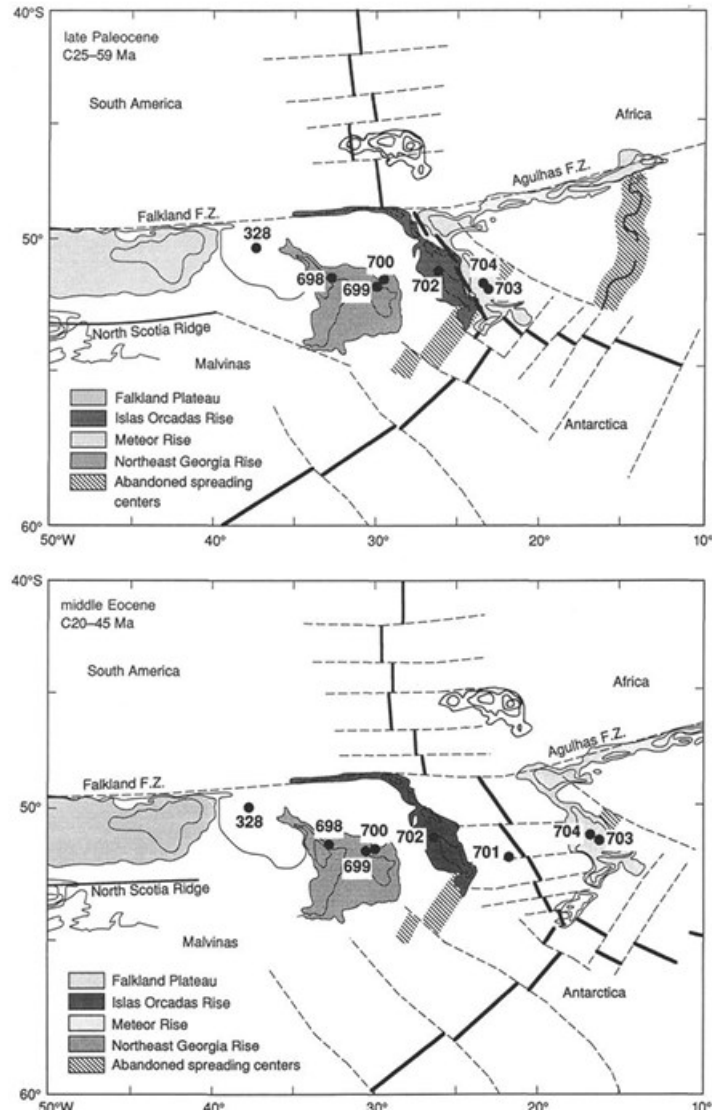 40°S
late Paleocene
C25–59 Ma
South America
Africa
Agulhas F.Z.
Falkland F.Z.
50°
328
698
700
699
702
704
703
North Scotia Ridge
Malvinas
Falkland Plateau
Islas Orcadas Rise
Meteor Rise
Northeast Georgia Rise
Abandoned spreading
centers
Antarctica
60°
50°W
40°
30°
20°
10°
40°S
middle Eocene
C20–45 Ma
South America
Africa
Agulhas F.Z.
Falkland F.Z.
50°
328
698
700
699
702
701
704
703
North Scotia Ridge
Malvinas
Falkland Plateau
Islas Orcadas Rise
Meteor Rise
Northeast Georgia Rise
Abandoned spreading centers
Antarctica
60°
50°W
40°
30°
20°
10°